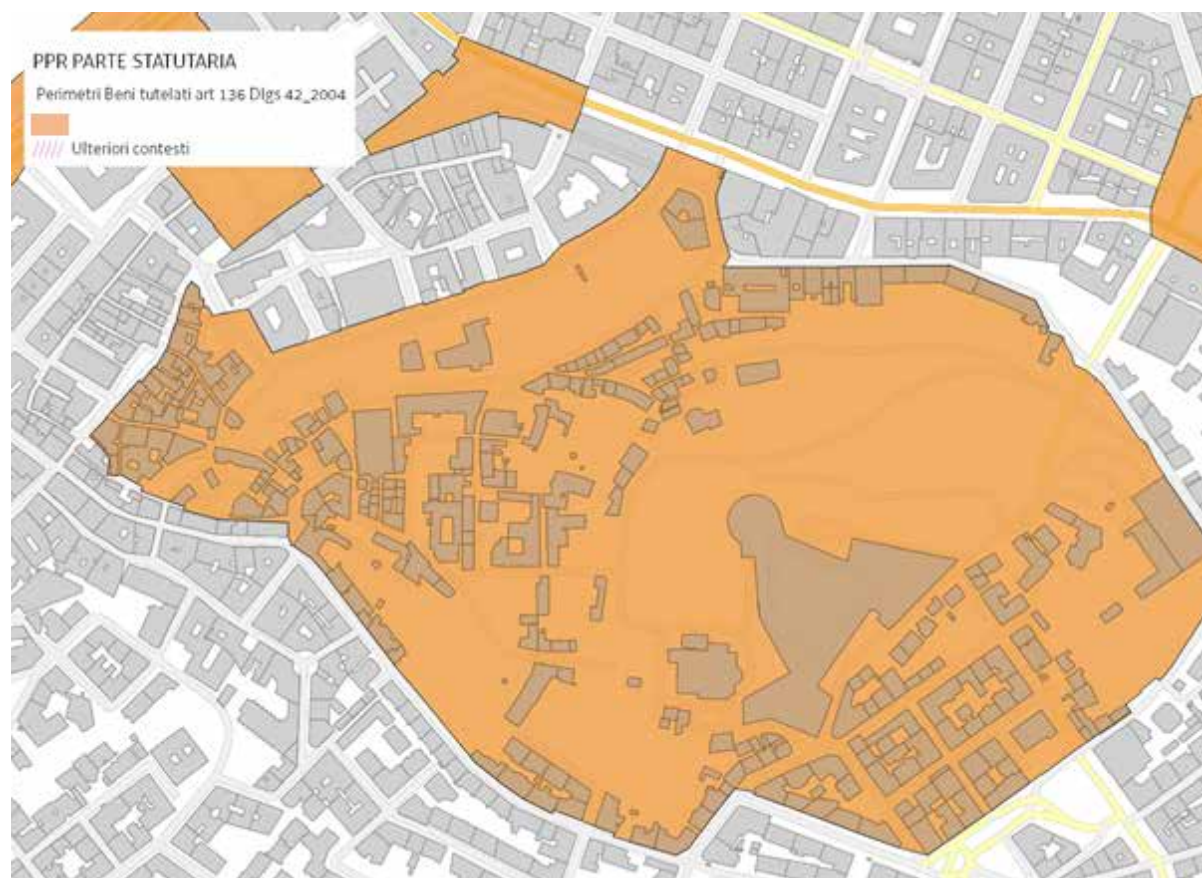 PPR PARTE STATUTARIA
Perimetri Beni tutelati art 136 Dlgs 42_2004
Ulteriori contesti